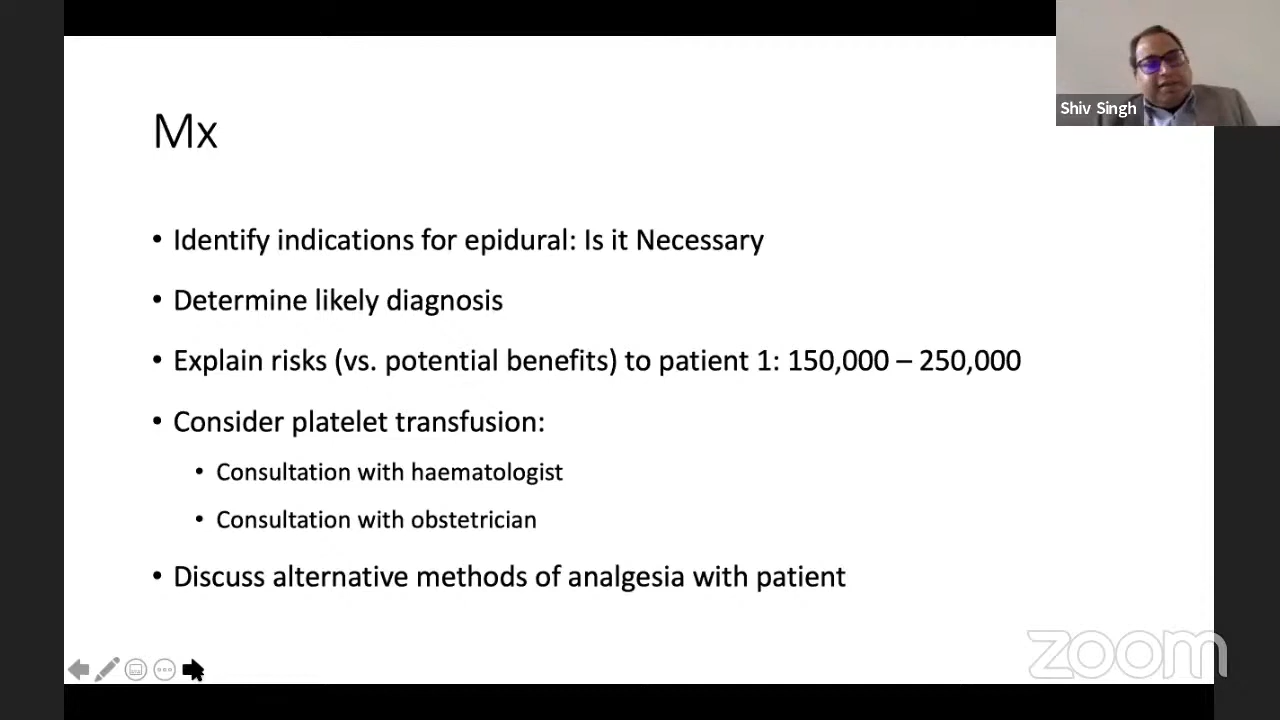 Shiv Singh
Mx
• Identify indications for epidural: Is it Necessary
• Determine likely diagnosis
• Explain risks (vs. potential benefits) to patient 1: 150,000 – 250,000
• Consider platelet transfusion:
• Consultation with haematologist
• Consultation with obstetrician
• Discuss alternative methods of analgesia with patient
zoom